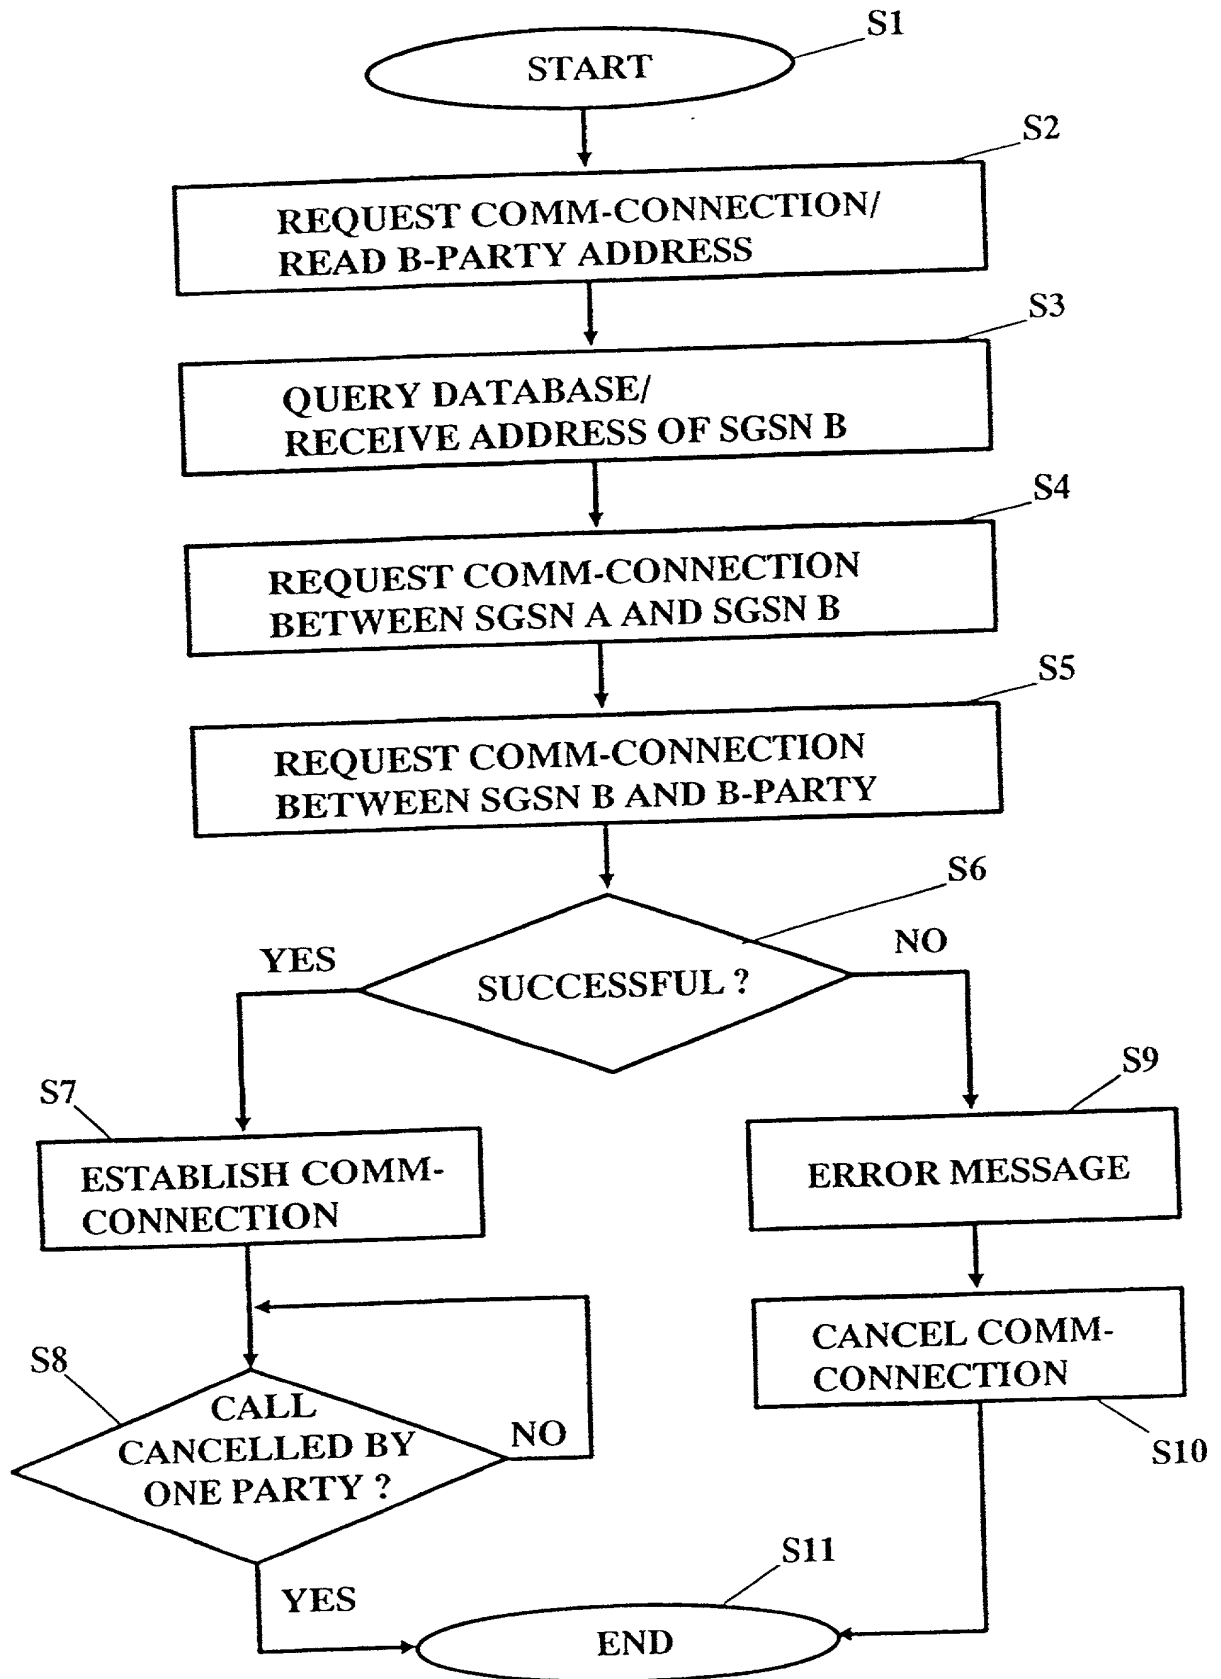 S1
START
S2
REQUEST COMM-CONNECTION/
READ B-PARTY ADDRESS
S3
QUERY DATABASE/
RECEIVE ADDRESS OF SGSN B
S4
REQUEST COMM-CONNECTION
BETWEEN SGSN A AND SGSN B
S5
REQUEST COMM-CONNECTION
BETWEEN SGSN B AND B-PARTY
S6
YES
NO
SUCCESSFUL ?
S7
ESTABLISH COMM-
CONNECTION
S9
ERROR MESSAGE
S8
CALL
CANCELLED BY
ONE PARTY ?
NO
CANCEL COMM-
CONNECTION
S10
YES
S11
END